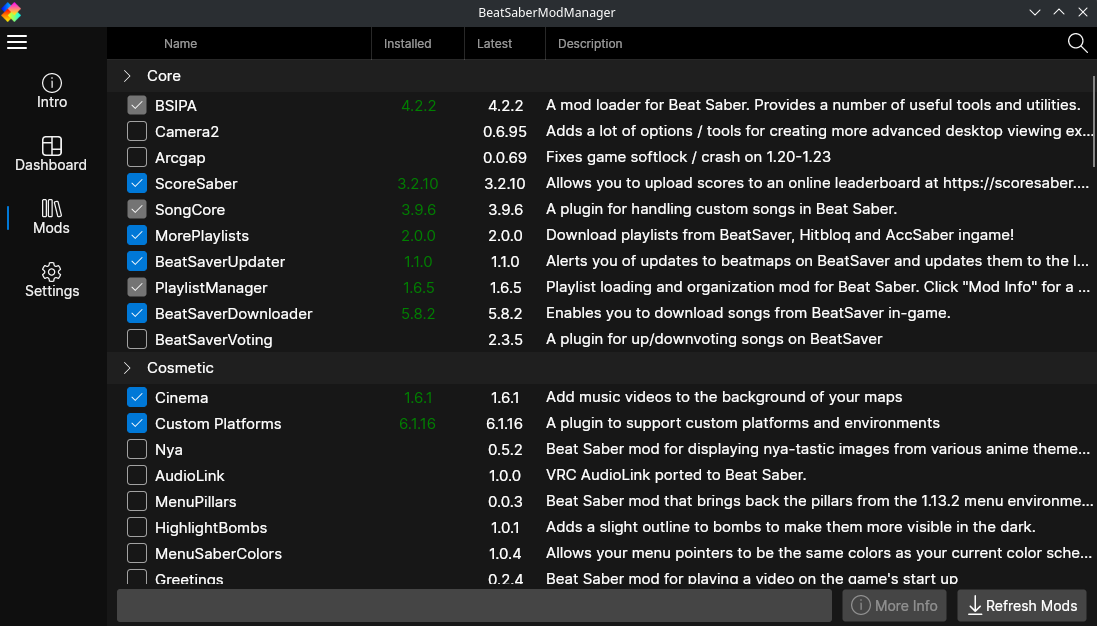 BeatSaberModManager
Name Installed Latest Description
Intro
Dashboard
Mods
Settings
Core
BSIPA 4.2.2 4.2.2 A mod loader for Beat Saber. Provides a number of useful tools and utilities.
Camera2 0.6.95 Adds a lot of options / tools for creating more advanced desktop viewing ex...
Arcgap 0.0.69 Fixes game softlock / crash on 1.20-1.23
ScoreSaber 3.2.10 3.2.10 Allows you to upload scores to an online leaderboard at https://scoresaber....
SongCore 3.9.6 3.9.6 A plugin for handling custom songs in Beat Saber.
MorePlaylists 2.0.0 2.0.0 Download playlists from BeatSaver, Hitbloq and AccSaber ingame!
BeatSaverUpdater 1.1.0 1.1.0 Alerts you of updates to beatmaps on BeatSaver and updates them to the l...
PlaylistManager 1.6.5 1.6.5 Playlist loading and organization mod for Beat Saber. Click "Mod Info" for a ...
BeatSaverDownloader 5.8.2 5.8.2 Enables you to download songs from BeatSaver in-game.
BeatSaverVoting 2.3.5 A plugin for up/downvoting songs on BeatSaver
Cosmetic
Cinema 1.6.1 1.6.1 Add music videos to the background of your maps
Custom Platforms 6.1.16 6.1.16 A plugin to support custom platforms and environments
Nya 0.5.2 Beat Saber mod for displaying nya-tastic images from various anime theme...
AudioLink 1.0.0 VRC AudioLink ported to Beat Saber.
MenuPillars 0.0.3 Beat Saber mod that brings back the pillars from the 1.13.2 menu environme...
HighlightBombs 1.0.1 Adds a slight outline to bombs to make them more visible in the dark.
MenuSaberColors 1.0.4 Allows your menu pointers to be the same colors as your current color sche...
Greetings 0.2.4 Beat Saber mod for playing a video on the game's start up
More Info Refresh Mods